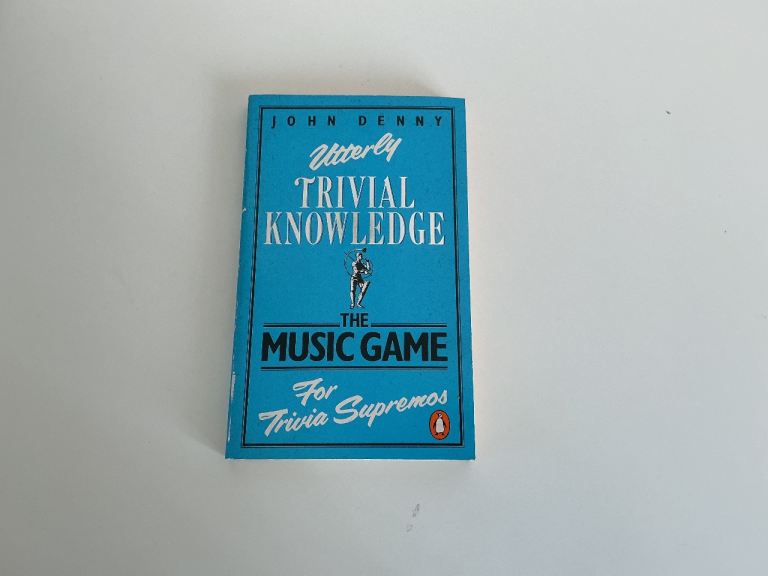 JOHN DENNY
Utterly
TRIVIAL
KNOWLEDGE
THE
MUSIC GAME
For
Trivia Supremos